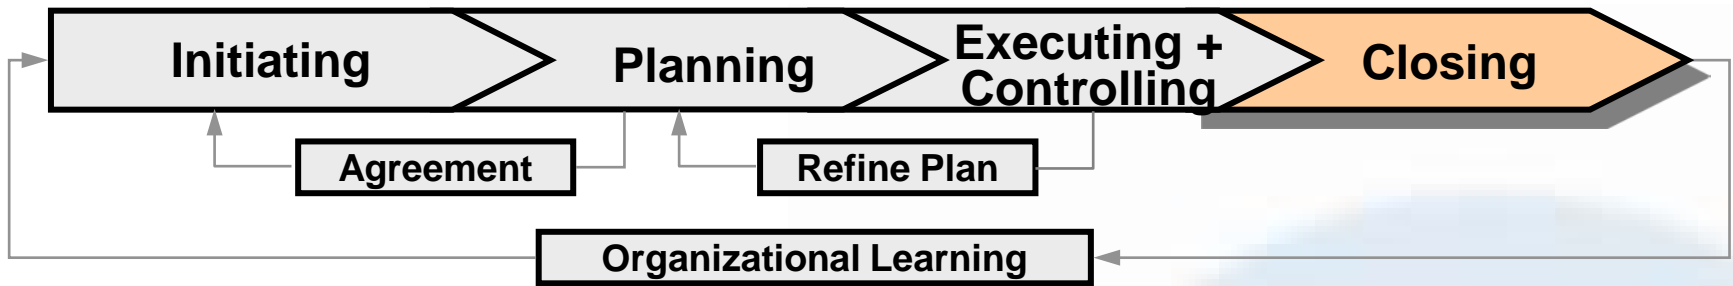 Initiating
Planning
Executing +
Controlling
Closing
Agreement
Refine Plan
Organizational Learning